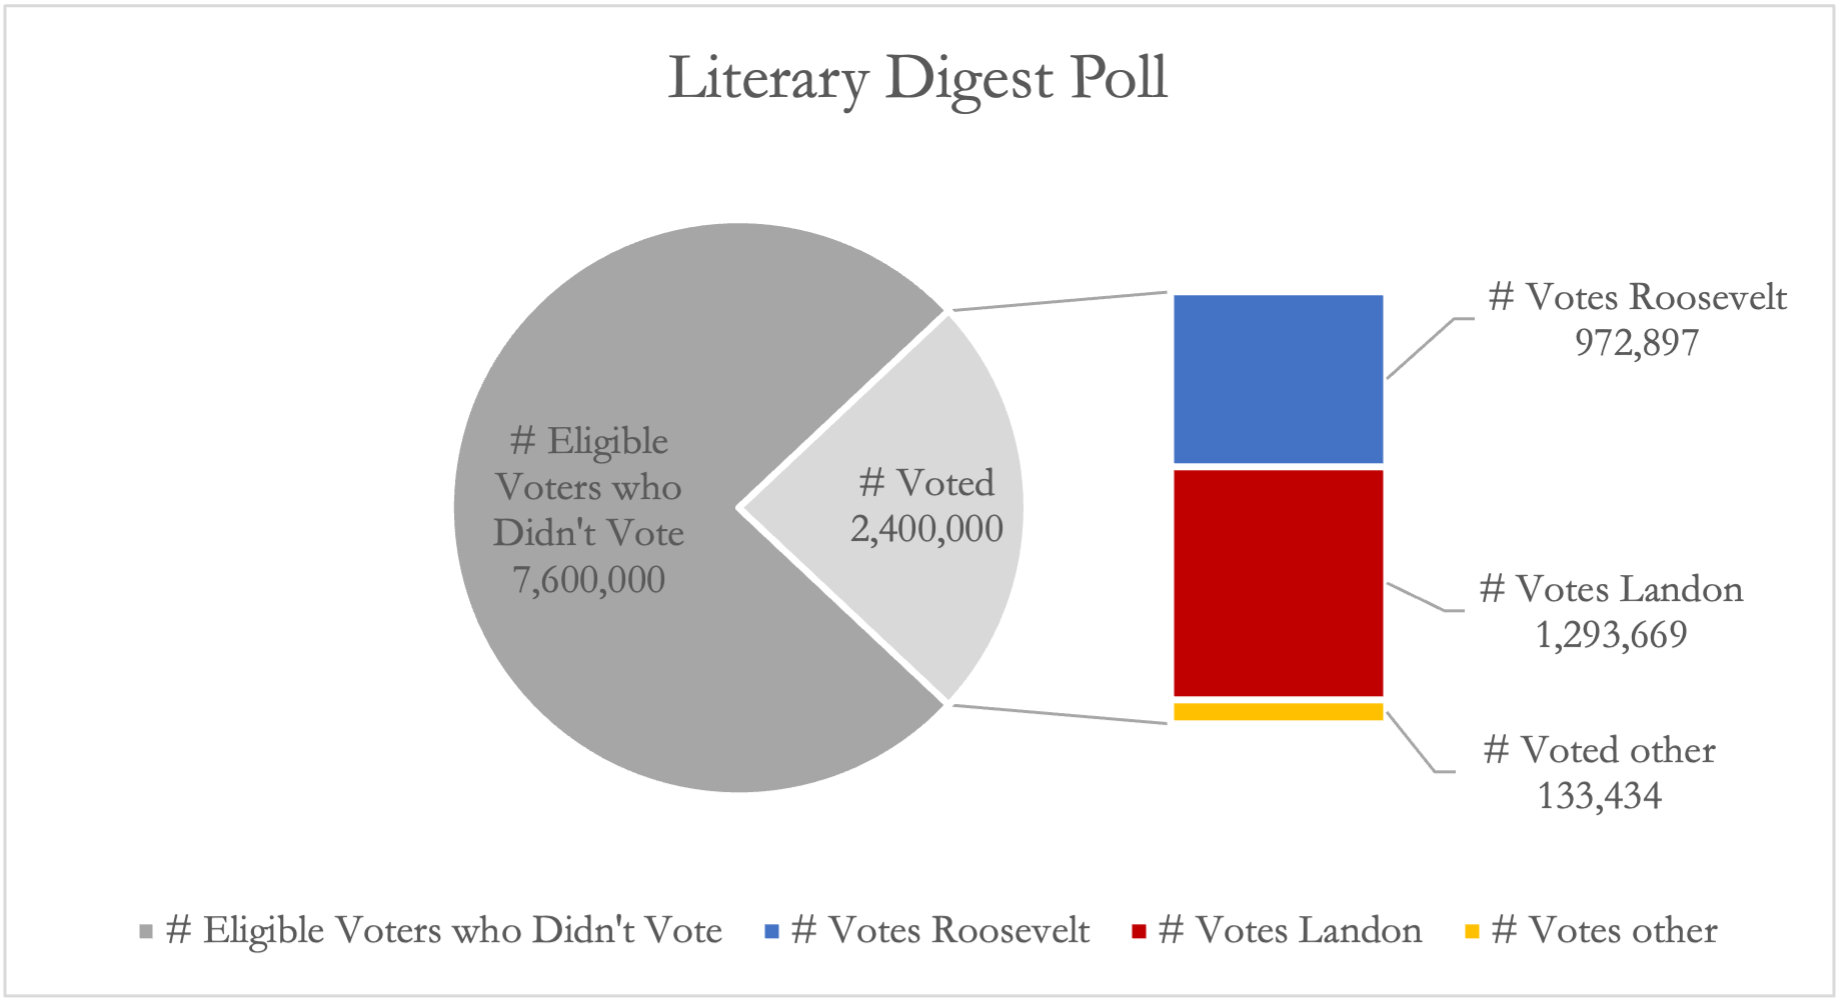 Literary Digest Poll
# Eligible
Voters who
Didn't Vote
7,600,000
# Voted
2,400,000
# Votes Roosevelt
972,897
# Votes Landon
1,293,669
# Voted other
133,434
# Eligible Voters who Didn't Vote # Votes Roosevelt # Votes Landon # Votes other